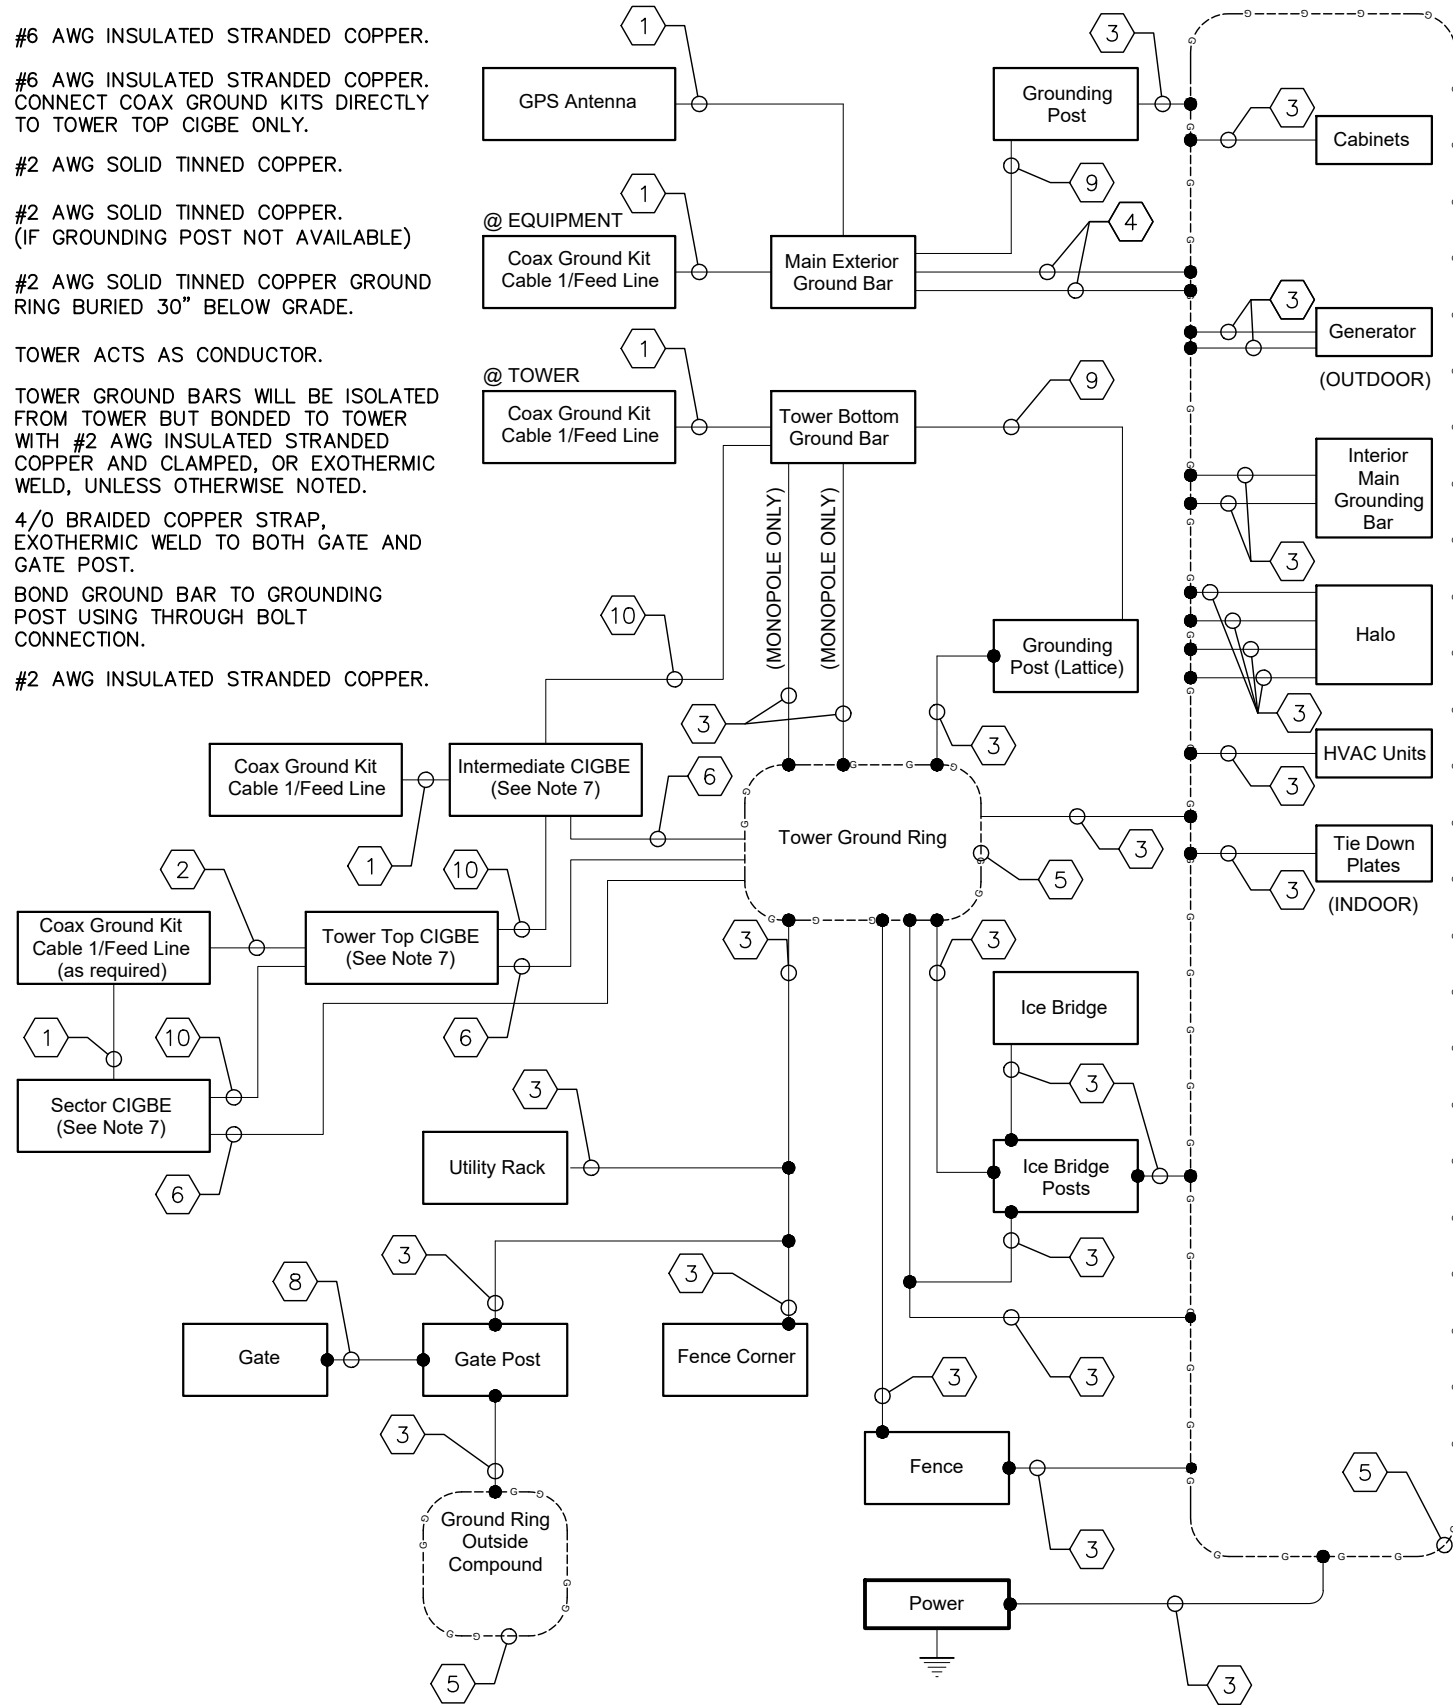 #6 AWG INSULATED STRANDED COPPER.
#6 AWG INSULATED STRANDED COPPER.
CONNECT COAX GROUND KITS DIRECTLY
TO TOWER TOP CIGBE ONLY.
#2 AWG SOLID TINNED COPPER.
#2 AWG SOLID TINNED COPPER.
(IF GROUNDING POST NOT AVAILABLE)
#2 AWG SOLID TINNED COPPER GROUND
RING BURIED 30” BELOW GRADE.
TOWER ACTS AS CONDUCTOR.
TOWER GROUND BARS WILL BE ISOLATED
FROM TOWER BUT BONDED TO TOWER
WITH #2 AWG INSULATED STRANDED
COPPER AND CLAMPED, OR EXOTHERMIC
WELD, UNLESS OTHERWISE NOTED.
4/0 BRAIDED COPPER STRAP,
EXOTHERMIC WELD TO BOTH GATE AND
GATE POST.
BOND GROUND BAR TO GROUNDING
POST USING THROUGH BOLT
CONNECTION.
#2 AWG INSULATED STRANDED COPPER.
1
GPS Antenna
3
Grounding
Post
3
Cabinets
9
1
4
@ EQUIPMENT
Coax Ground Kit
Cable 1/Feed Line
Main Exterior
Ground Bar
3
Generator
(OUTDOOR)
1
9
@ TOWER
Coax Ground Kit
Cable 1/Feed Line
Tower Bottom
Ground Bar
Interior
Main
Grounding
Bar
3
(MONOPOLE ONLY)
(MONOPOLE ONLY)
10
Grounding
Post (Lattice)
Halo
3
3
3
Coax Ground Kit
Cable 1/Feed Line
Intermediate CIGBE
(See Note 7)
6
HVAC Units
3
Tower Ground Ring
1
3
5
Tie Down
Plates
3
(INDOOR)
2
10
Coax Ground Kit
Cable 1/Feed Line
(as required)
Tower Top CIGBE
(See Note 7)
3
3
6
1
10
Ice Bridge
Sector CIGBE
(See Note 7)
6
3
3
Utility Rack
Ice Bridge
Posts
3
3
3
8
Gate
Gate Post
Fence Corner
3
3
3
Fence
3
5
Ground Ring
Outside
Compound
5
Power
3
G G G G G G G G G G G G G G G G G G G G